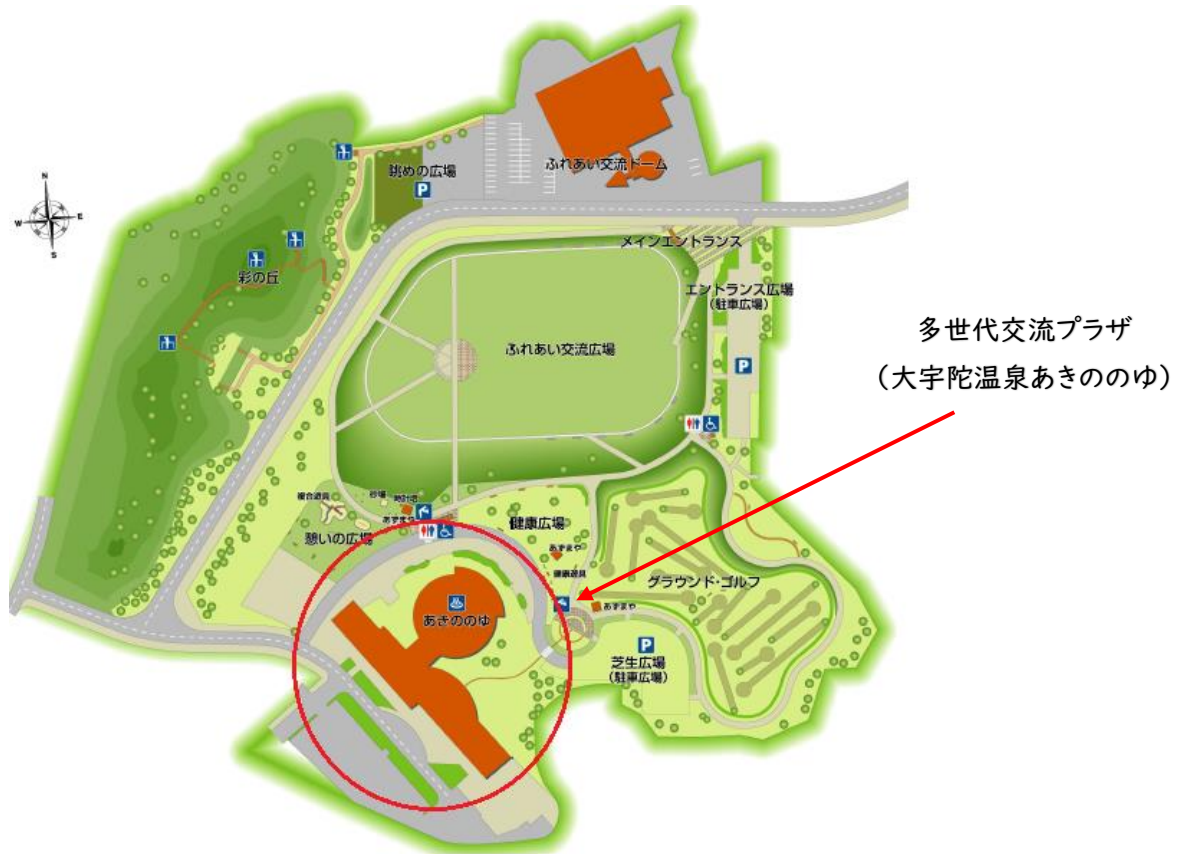 ふれあい交流ドーム
眺めの広場
P
N
W
E
S
メインエントランス
彩の丘
エントランス広場
(駐車広場)
P
ふれあい交流広場
多世代交流プラザ
(大宇陀温泉あきののゆ)
複合遊具
砂場
時計塔
あずまや
憩いの広場
健康広場
あずまや
健康遊具
グラウンド・ゴルフ
あずまや
あきののゆ
P
芝生広場
(駐車広場)